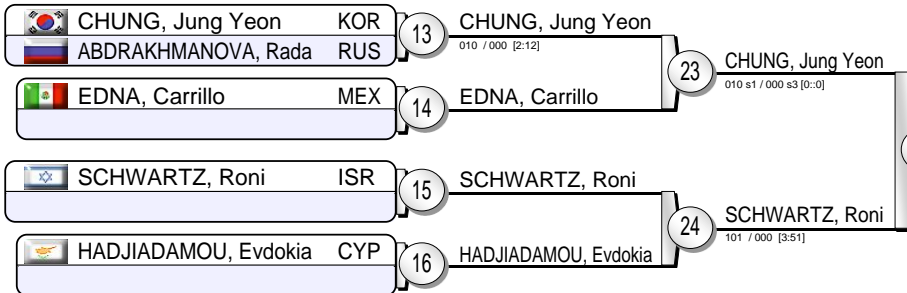 CHUNG, Jung Yeon KOR
ABDRAKHMANOVA, Rada RUS
13
CHUNG, Jung Yeon
010 / 000 [2:12]
EDNA, Carrillo MEX
14
EDNA, Carrillo
23
CHUNG, Jung Yeon
010 s1 / 000 s3 [0::0]
SCHWARTZ, Roni ISR
15
SCHWARTZ, Roni
HADJIADAMOU, Evdokia CYP
16
HADJIADAMOU, Evdokia
24
SCHWARTZ, Roni
101 / 000 [3:51]